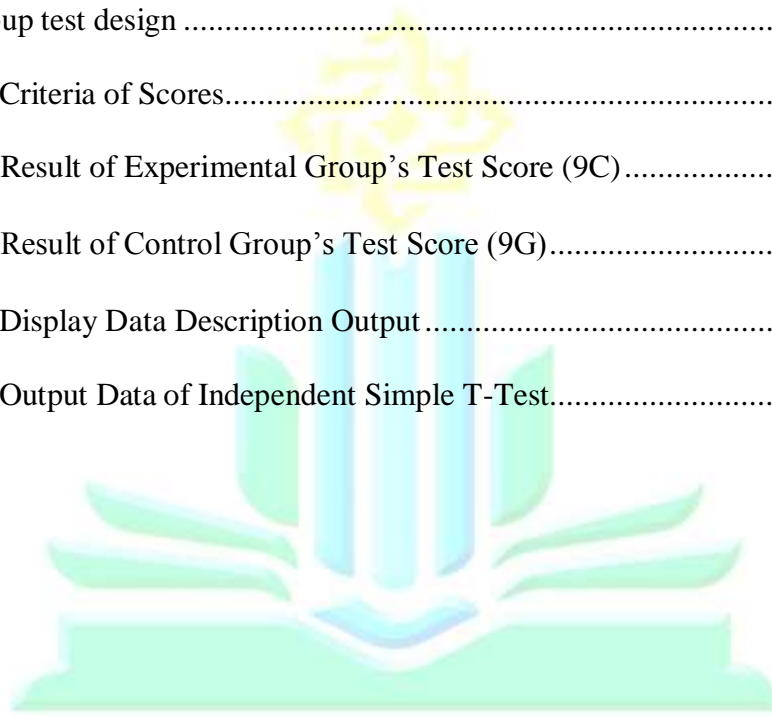 up test design ........................................................................
Criteria of Scores...................................................................
Result of Experimental Group’s Test Score (9C)..................
Result of Control Group’s Test Score (9G)...........................
Display Data Description Output..........................................
Output Data of Independent Simple T-Test...........................